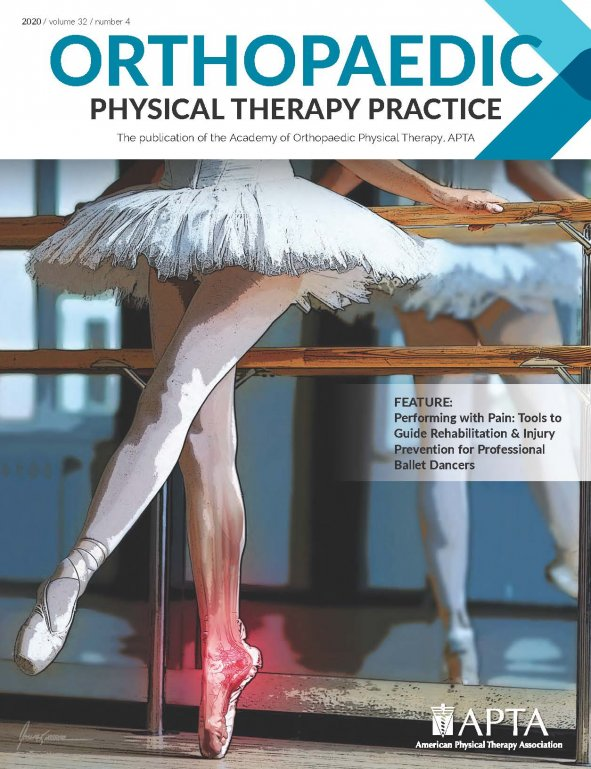 2020 / volume 32 / number 4
ORTHOPAEDIC
PHYSICAL THERAPY PRACTICE
The publication of the Academy of Orthopaedic Physical Therapy, APTA
FEATURE:
Performing with Pain: Tools to
Guide Rehabilitation & Injury
Prevention for Professional
Ballet Dancers
APTA
American Physical Therapy Association